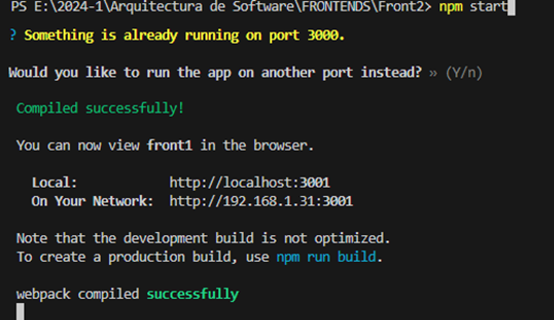 PS E:\2024-1\Arquitectura de Software\FRONTENDS\Front2> npm start
? Something is already running on port 3000.
Would you like to run the app on another port instead? » (Y/n)
Compiled successfully!
You can now view front1 in the browser.
Local: http://localhost:3001
On Your Network: http://192.168.1.31:3001
Note that the development build is not optimized.
To create a production build, use npm run build.
webpack compiled successfully